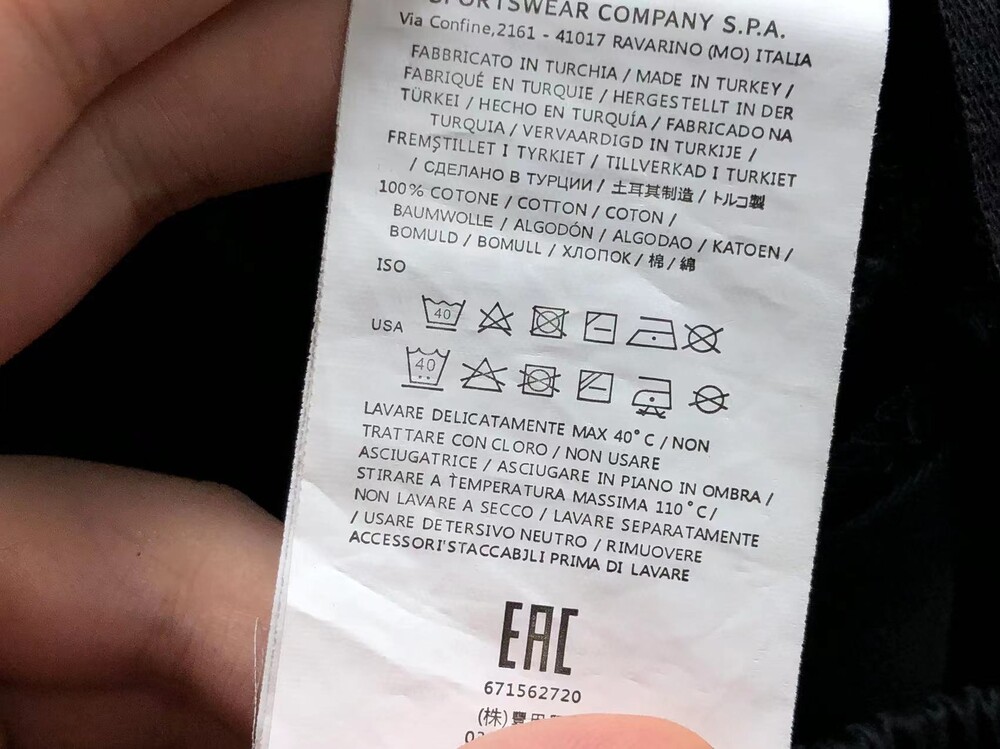 SPORTSWEAR COMPANY S.P.A.
Via Confine,2161 - 41017 RAVARINO (MO) ITALIA
FABBRICATO IN TURCHIA / MADE IN TURKEY /
FABRIQUÉ EN TURQUIE / HERGESTELLT IN DER
TÜRKEI / HECHO EN TURQUÍA / FABRICADO NA
TURQUIA / VERVAARDIGD IN TURKIJE /
FREMSTILLET I TYRKIET / TILLVERKAD I TURKIET
/ СДЕЛАНО В ТУРЦИИ / 土耳其制造 / トルコ製
100% COTONE / COTTON / COTON /
BAUMWOLLE / ALGODÓN / ALGODAO / KATOEN /
BOMULD / BOMULL / ХЛОПОК / 棉 / 綿
ISO
40
USA
40
LAVARE DELICATAMENTE MAX 40°C / NON
TRATTARE CON CLORO / NON USARE
ASCIUGATRICE / ASCIUGARE IN PIANO IN OMBRA /
STIRARE A TEMPERATURA MASSIMA 110°C /
NON LAVARE A SECCO / LAVARE SEPARATAMENTE
/ USARE DETERSIVO NEUTRO / RIMUOVERE
ACCESSORI'STACCABJLI PRIMA DI LAVARE
EAC
671562720
(株)豊田